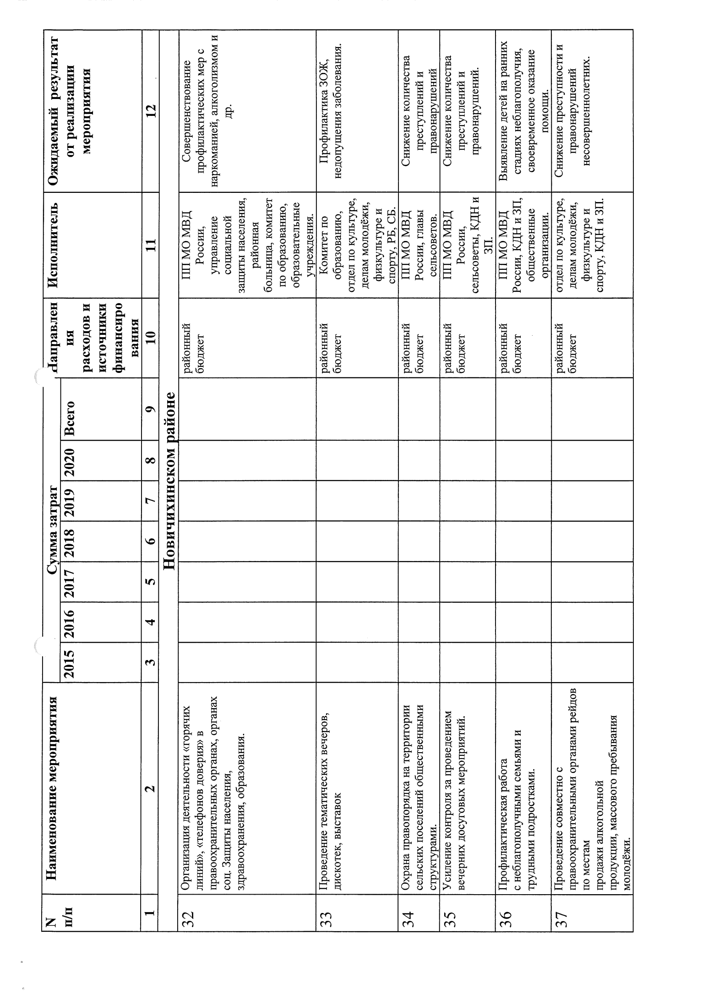 N
п/п
Наименование мероприятия
Сумма затрат
2015 2016 2017 2018 2019 2020 Всего
Направлен
ия
расходов и
источники
финансиро
вания
Исполнитель
Ожидаемый результат
от реализации
мероприятия
1 2 3 4 5 6 7 8 9 10 11 12
Новичихинском районе
32
Организация деятельности «горячих
линий», «телефонов доверия» в
правоохранительных органах, органах
соц. Защиты населения,
здравоохранения, образования.
районный
бюджет
ПП МО МВД
России,
управление
социальной
защиты населения,
районная
больница, комитет
по образованию,
образовательные
учреждения.
Совершенствование
профилактических мер с
наркоманией, алкоголизмом и
др.
33
Проведение тематических вечеров,
дискотек, выставок
районный
бюджет
Комитет по
образованию,
отдел по культуре,
делам молодёжи,
физкультуре и
спорту, РБ, СБ.
Профилактика ЗОЖ,
недопущения заболевания.
34
Охрана правопорядка на территории
сельских поселений общественными
структурами.
районный
бюджет
ПП МО МВД
России, главы
сельсоветов.
Снижение количества
преступлений и
правонарушений
35
Усиление контроля за проведением
вечерних досуговых мероприятий.
районный
бюджет
ПП МО МВД
России,
сельсоветы, КДН и
ЗП.
Снижение количества
преступлений и
правонарушений.
36
Профилактическая работа
с неблагополучными семьями и
трудными подростками.
районный
бюджет
ПП МО МВД
России, КДН и ЗП,
общественные
организации.
Выявление детей на ранних
стадиях неблагополучия,
своевременное оказание
помощи.
37
Проведение совместно с
правоохранительными органами рейдов
по местам
продажи алкогольной
продукции, массового пребывания
молодёжи.
районный
бюджет
отдел по культуре,
делам молодёжи,
физкультуре и
спорту, КДН и ЗП.
Снижение преступности и
правонарушений
несовершеннолетних.